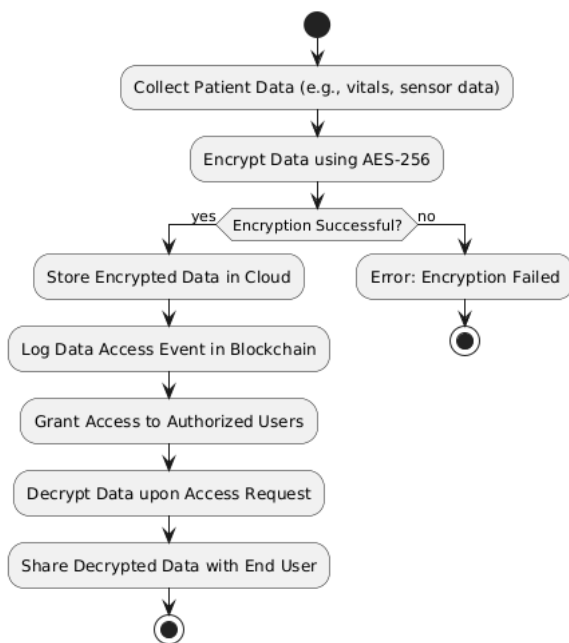 Collect Patient Data (e.g., vitals, sensor data)
Encrypt Data using AES-256
yes
Encryption Successful?
no
Store Encrypted Data in Cloud
Error: Encryption Failed
Log Data Access Event in Blockchain
Grant Access to Authorized Users
Decrypt Data upon Access Request
Share Decrypted Data with End User